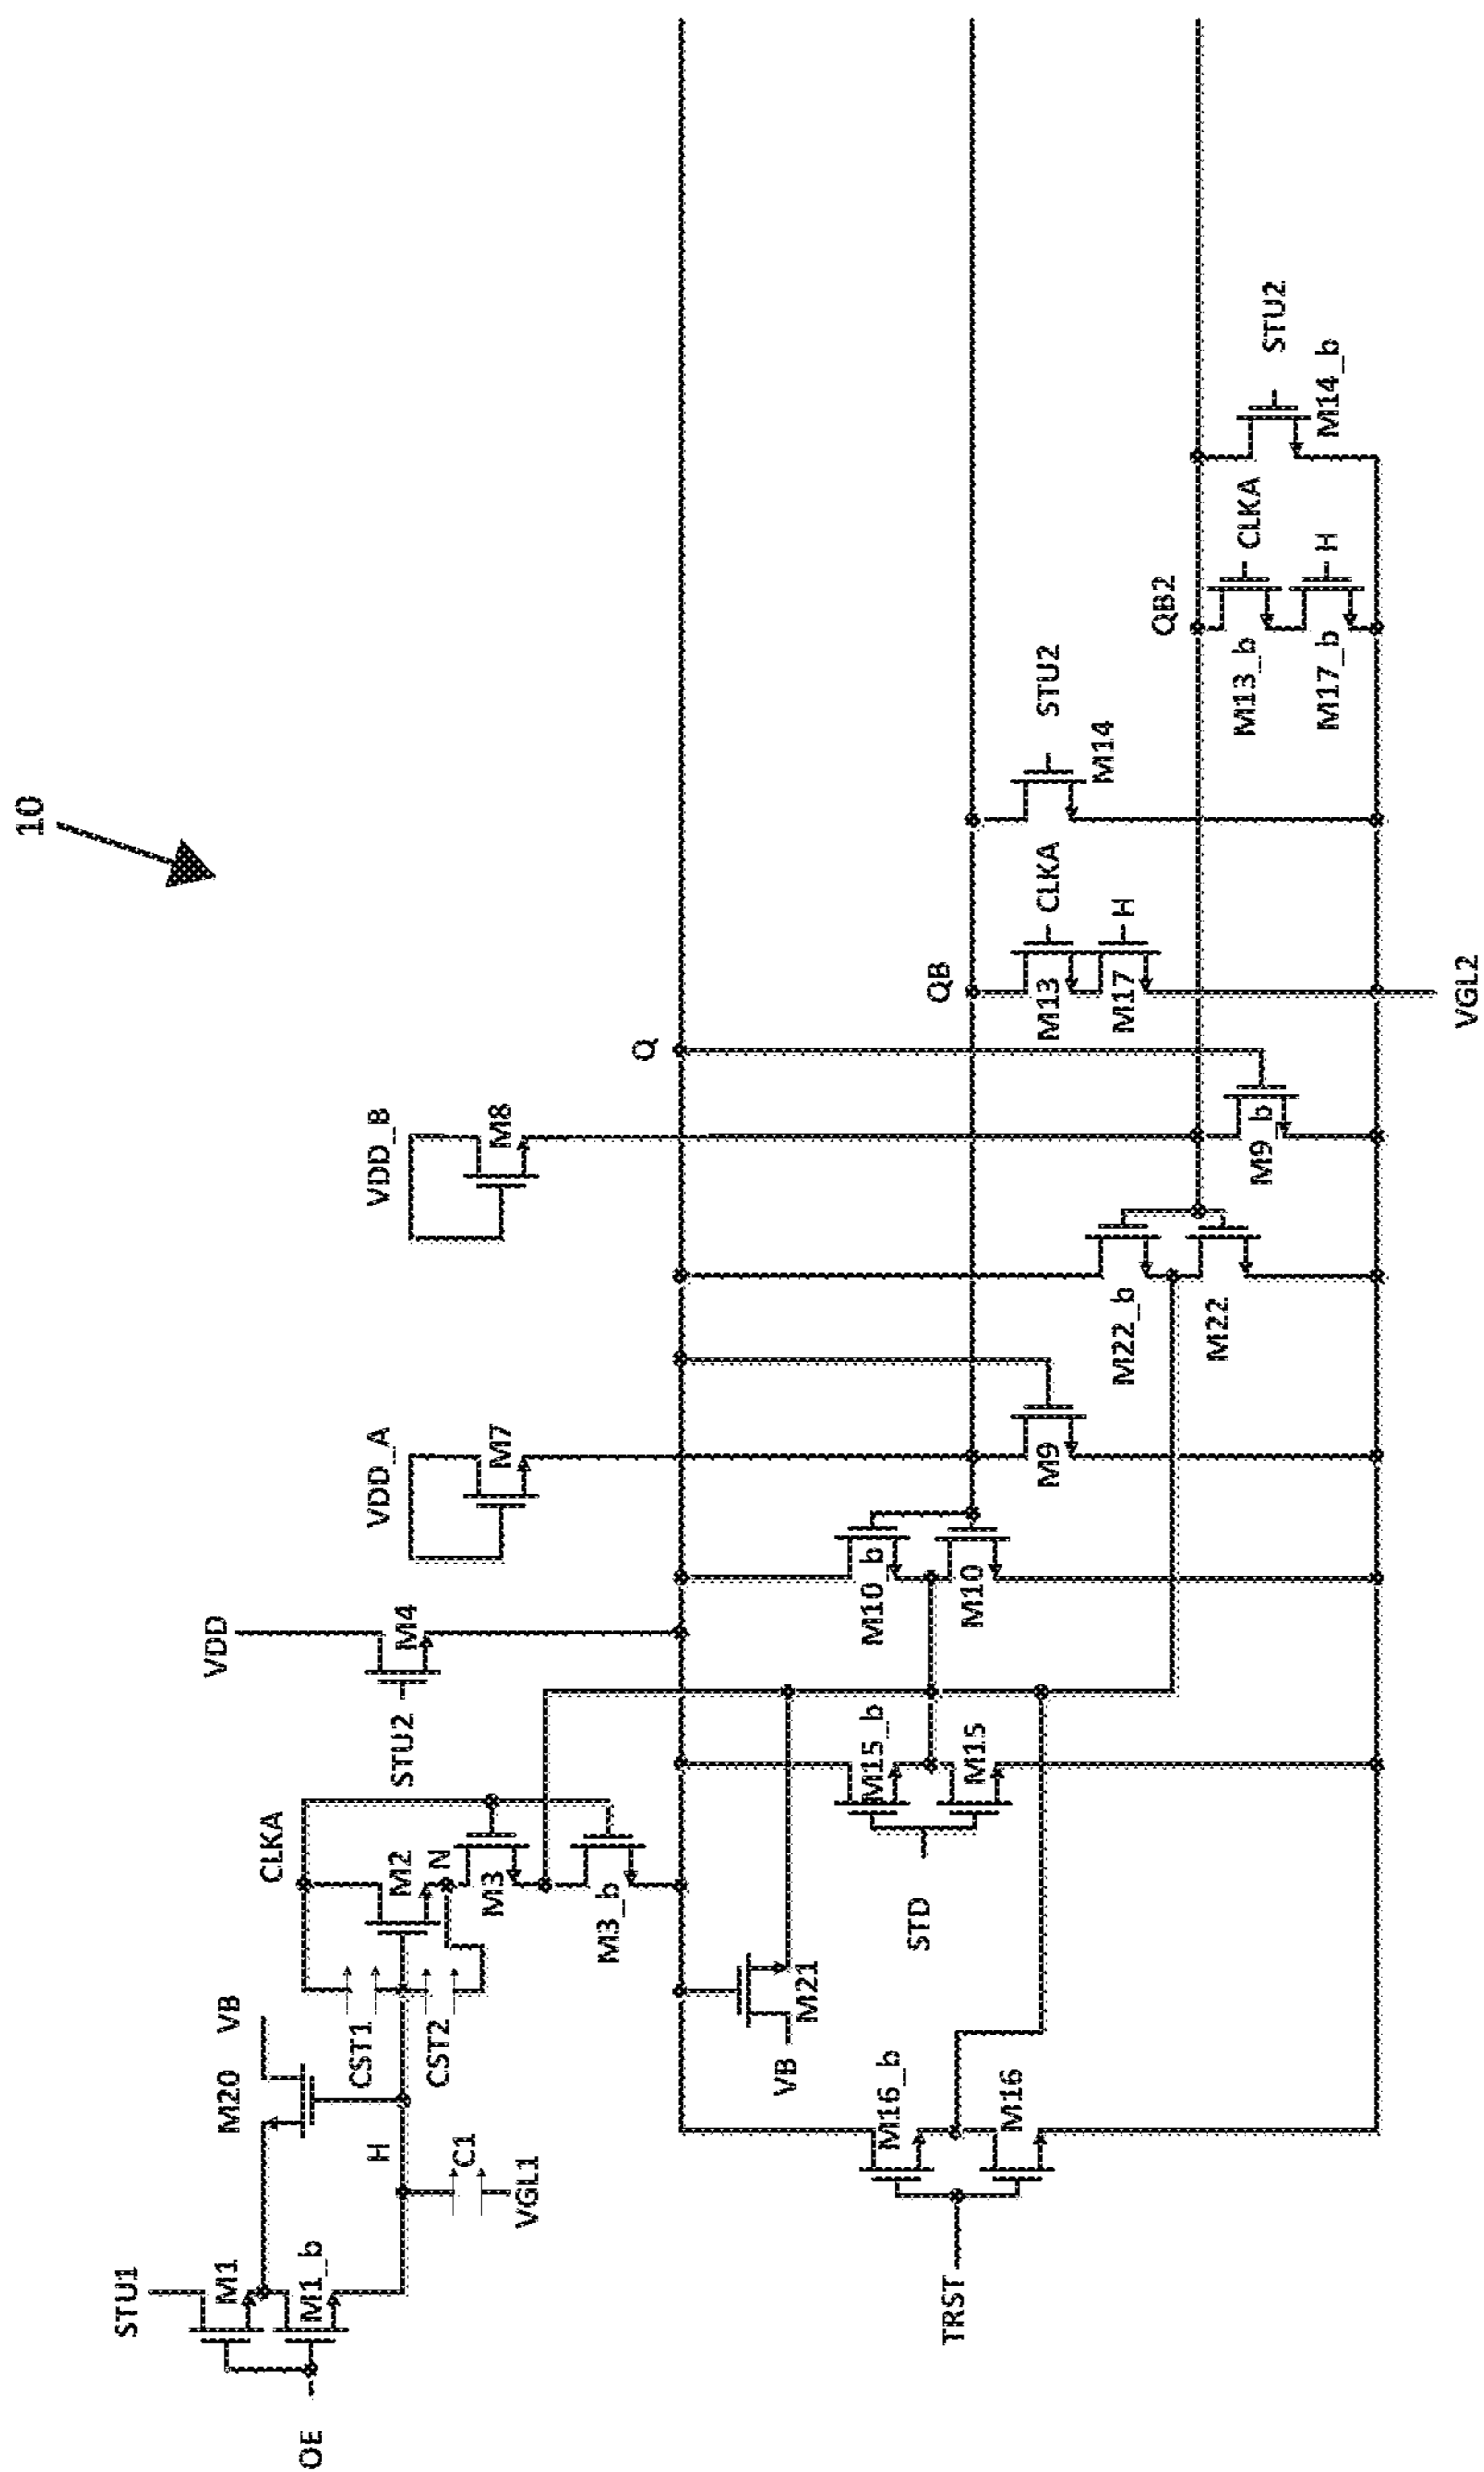 10
STU1
OE
M1
M1_b
H
C1
VGL1
M20
VB
CST1
CST2
CLKA
M2
N
M3
M3_b
STU2
VDD
M4
VDD_A
M7
VDD_B
M8
Q
QB
QB2
TRST
M16_b
M16
VB
M21
STD
M15_b
M15
M10_b
M10
M9
M22_b
M22
M9_b
M13
CLKA
M17
H
STU2
M14
M13_b
CLKA
M17_b
H
STU2
M14_b
VGL2